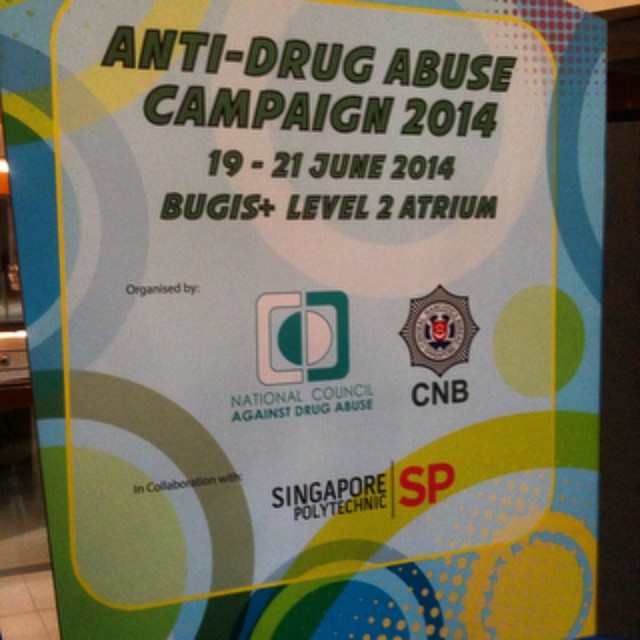 ANTI-DRUG ABUSE
CAMPAIGN 2014
19 - 21 JUNE 2014
BUGIS+ LEVEL 2 ATRIUM
Organised by:
NATIONAL COUNCIL
AGAINST DRUG ABUSE
CNB
In Collaboration with:
SINGAPORE
POLYTECHNIC
SP